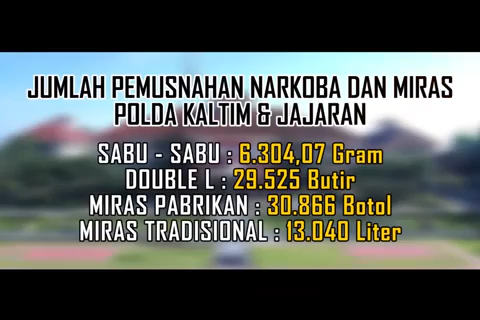 JUMLAH PEMUSNAHAN NARKOBA DAN MIRAS
POLDA KALTIM & JAJARAN
SABU - SABU : 6.304,07 Gram
DOUBLE L : 29.525 Butir
MIRAS PABRIKAN : 30.866 Botol
MIRAS TRADISIONAL : 13.040 Liter